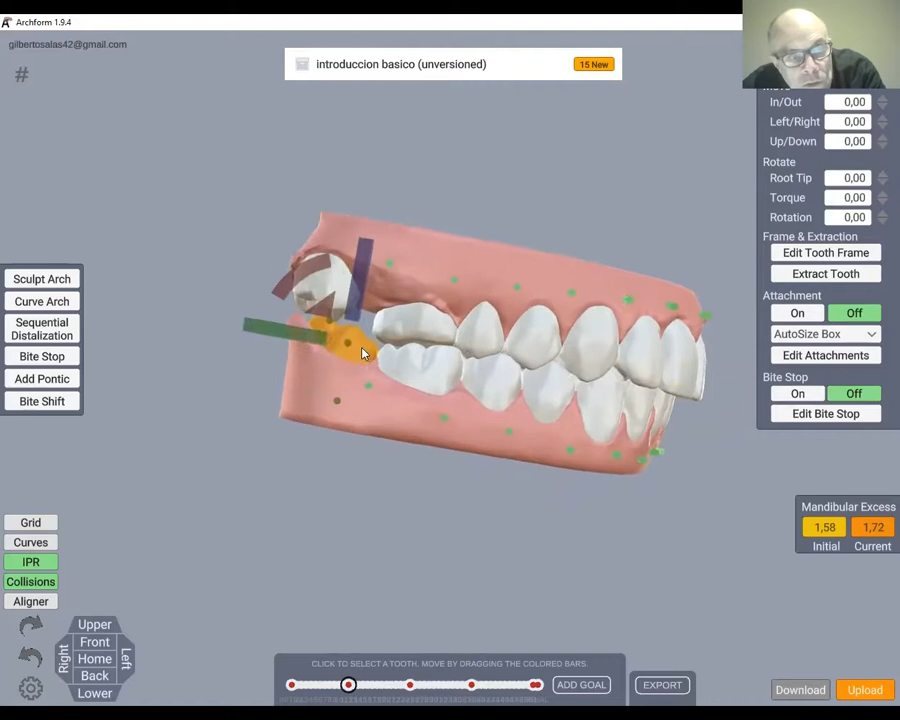 Archform 1.9.4
gilbertosalas42@gmail.com
#
introduccion basico (unversioned)
15 New
In/Out 0,00
Left/Right 0,00
Up/Down 0,00
Rotate
Root Tip 0,00
Torque 0,00
Rotation 0,00
Frame & Extraction
Edit Tooth Frame
Extract Tooth
Attachment
On Off
AutoSize Box
Edit Attachments
Bite Stop
On Off
Edit Bite Stop
Sculpt Arch
Curve Arch
Sequential
Distalization
Bite Stop
Add Pontic
Bite Shift
Mandibular Excess
1,58 1,72
Initial Current
Grid
Curves
IPR
Collisions
Aligner
Upper
Front
Right Home Left
Back
Lower
CLICK TO SELECT A TOOTH. MOVE BY DRAGGING THE COLORED BARS.
ADD GOAL
EXPORT
Download
Upload